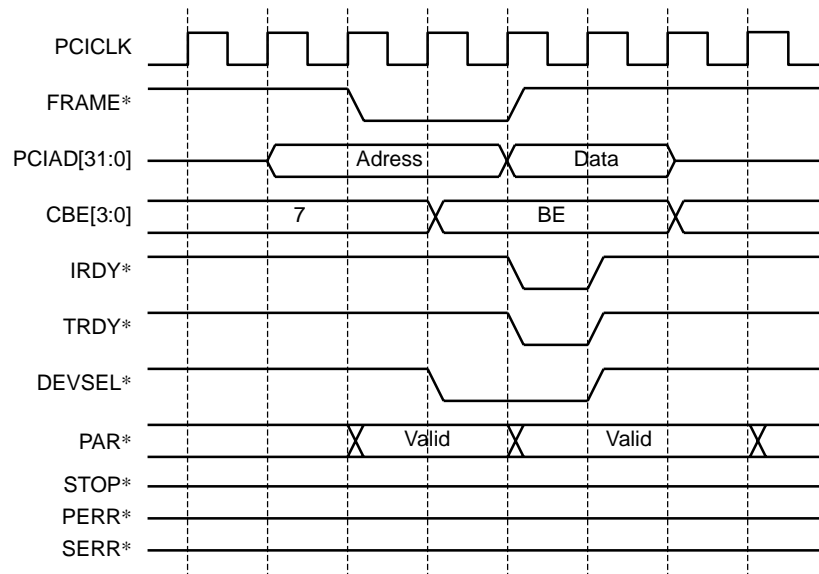 PCICLK
FRAME*
PCIAD[31:0] Adress Data
CBE[3:0] 7 BE
IRDY*
TRDY*
DEVSEL*
PAR* Valid Valid
STOP*
PERR*
SERR*